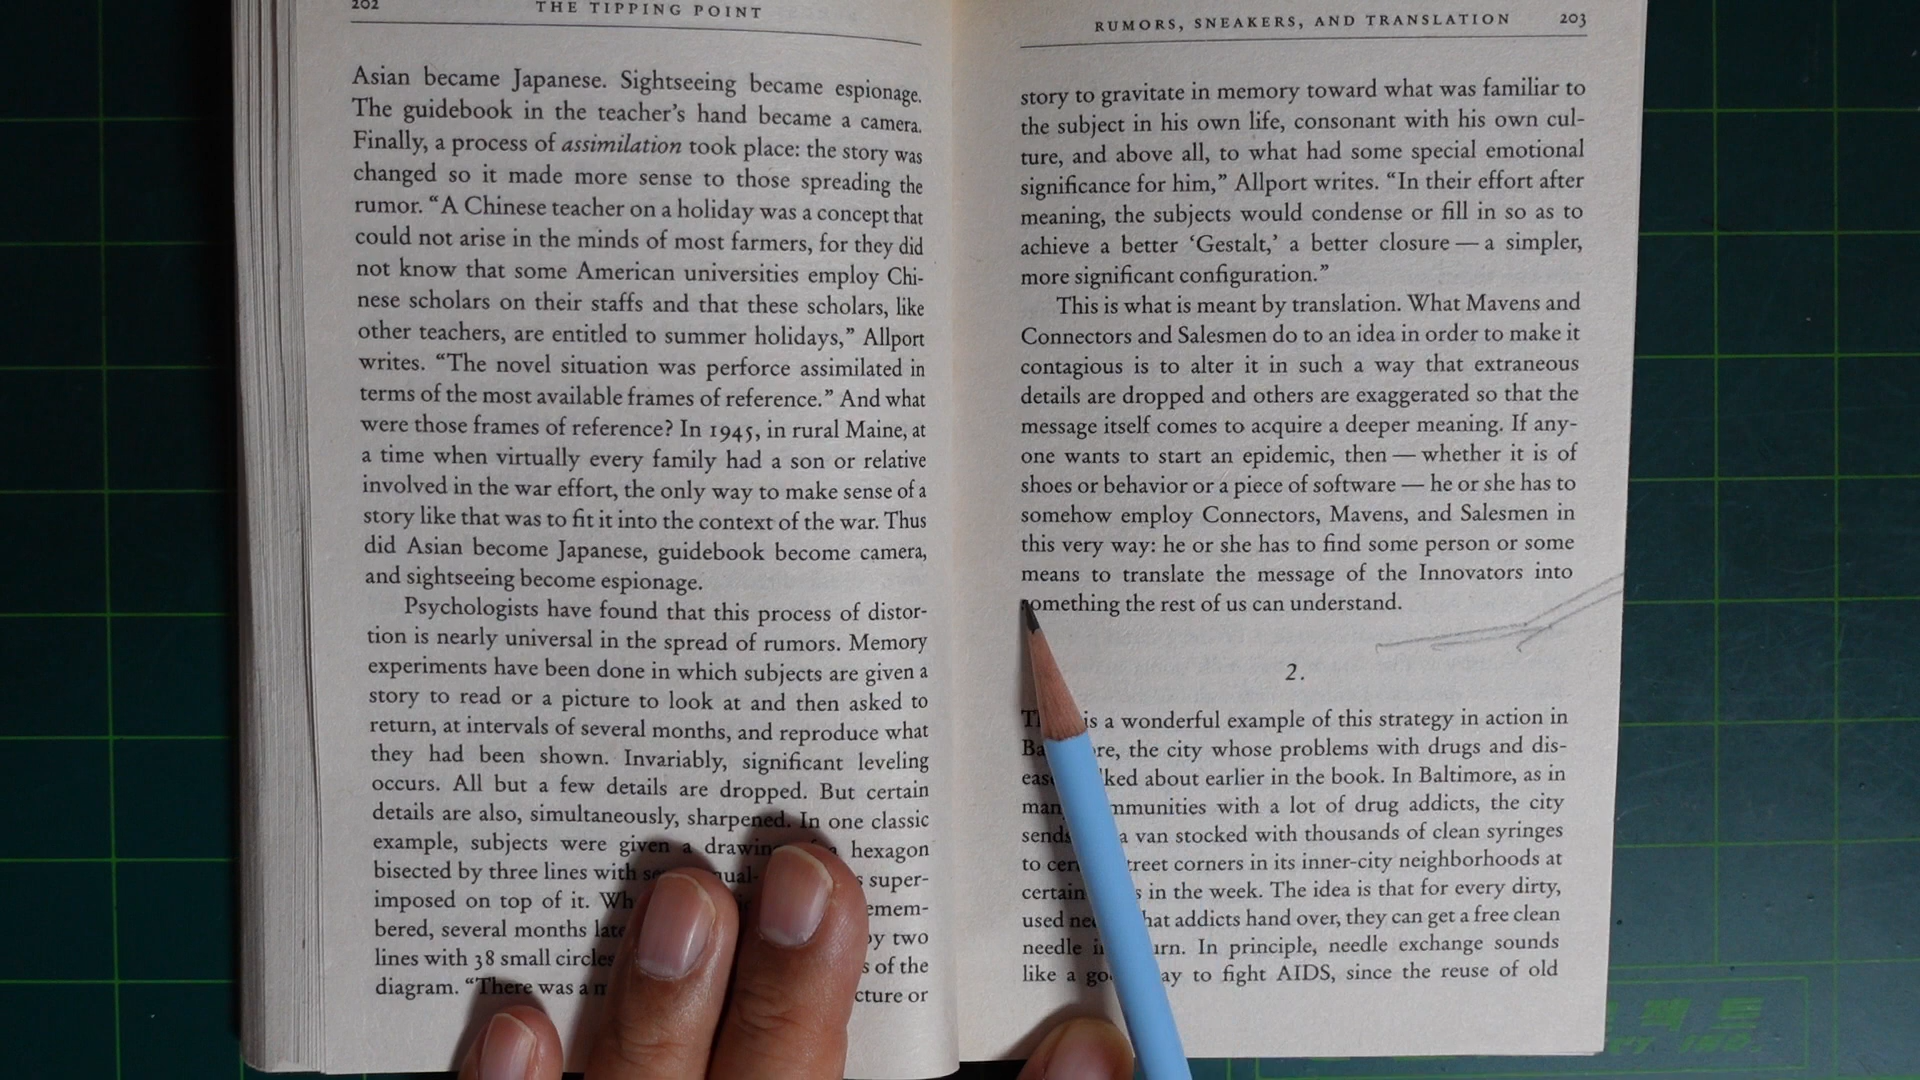 202
THE TIPPING POINT
Asian became Japanese. Sightseeing became espionage.
The guidebook in the teacher’s hand became a camera.
Finally, a process of assimilation took place: the story was
changed so it made more sense to those spreading the
rumor. “A Chinese teacher on a holiday was a concept that
could not arise in the minds of most farmers, for they did
not know that some American universities employ Chi-
nese scholars on their staffs and that these scholars, like
other teachers, are entitled to summer holidays,” Allport
writes. “The novel situation was perforce assimilated in
terms of the most available frames of reference.” And what
were those frames of reference? In 1945, in rural Maine, at
a time when virtually every family had a son or relative
involved in the war effort, the only way to make sense of a
story like that was to fit it into the context of the war. Thus
did Asian become Japanese, guidebook become camera,
and sightseeing become espionage.
Psychologists have found that this process of distor-
tion is nearly universal in the spread of rumors. Memory
experiments have been done in which subjects are given a
story to read or a picture to look at and then asked to
return, at intervals of several months, and reproduce what
they had been shown. Invariably, significant leveling
occurs. All but a few details are dropped. But certain
details are also, simultaneously, sharpened. In one classic
example, subjects were given a drawing a hexagon
bisected by three lines with super-
imposed on top of it.
bered, several months by two
lines with 38 small circles of the
diagram. “There was a or
RUMORS, SNEAKERS, AND TRANSLATION
203
story to gravitate in memory toward what was familiar to
the subject in his own life, consonant with his own cul-
ture, and above all, to what had some special emotional
significance for him,” Allport writes. “In their effort after
meaning, the subjects would condense or fill in so as to
achieve a better ‘Gestalt,’ a better closure — a simpler,
more significant configuration.”
This is what is meant by translation. What Mavens and
Connectors and Salesmen do to an idea in order to make it
contagious is to alter it in such a way that extraneous
details are dropped and others are exaggerated so that the
message itself comes to acquire a deeper meaning. If any-
one wants to start an epidemic, then — whether it is of
shoes or behavior or a piece of software — he or she has to
somehow employ Connectors, Mavens, and Salesmen in
this very way: he or she has to find some person or some
means to translate the message of the Innovators into
something the rest of us can understand.
2.
is a wonderful example of this strategy in action in
the city whose problems with drugs and dis-
about earlier in the book. In Baltimore, as in
with a lot of drug addicts, the city
sends a van stocked with thousands of clean syringes
to corners in its inner-city neighborhoods at
certain in the week. The idea is that for every dirty,
used addicts hand over, they can get a free clean
needle In principle, needle exchange sounds
like a to fight AIDS, since the reuse of old